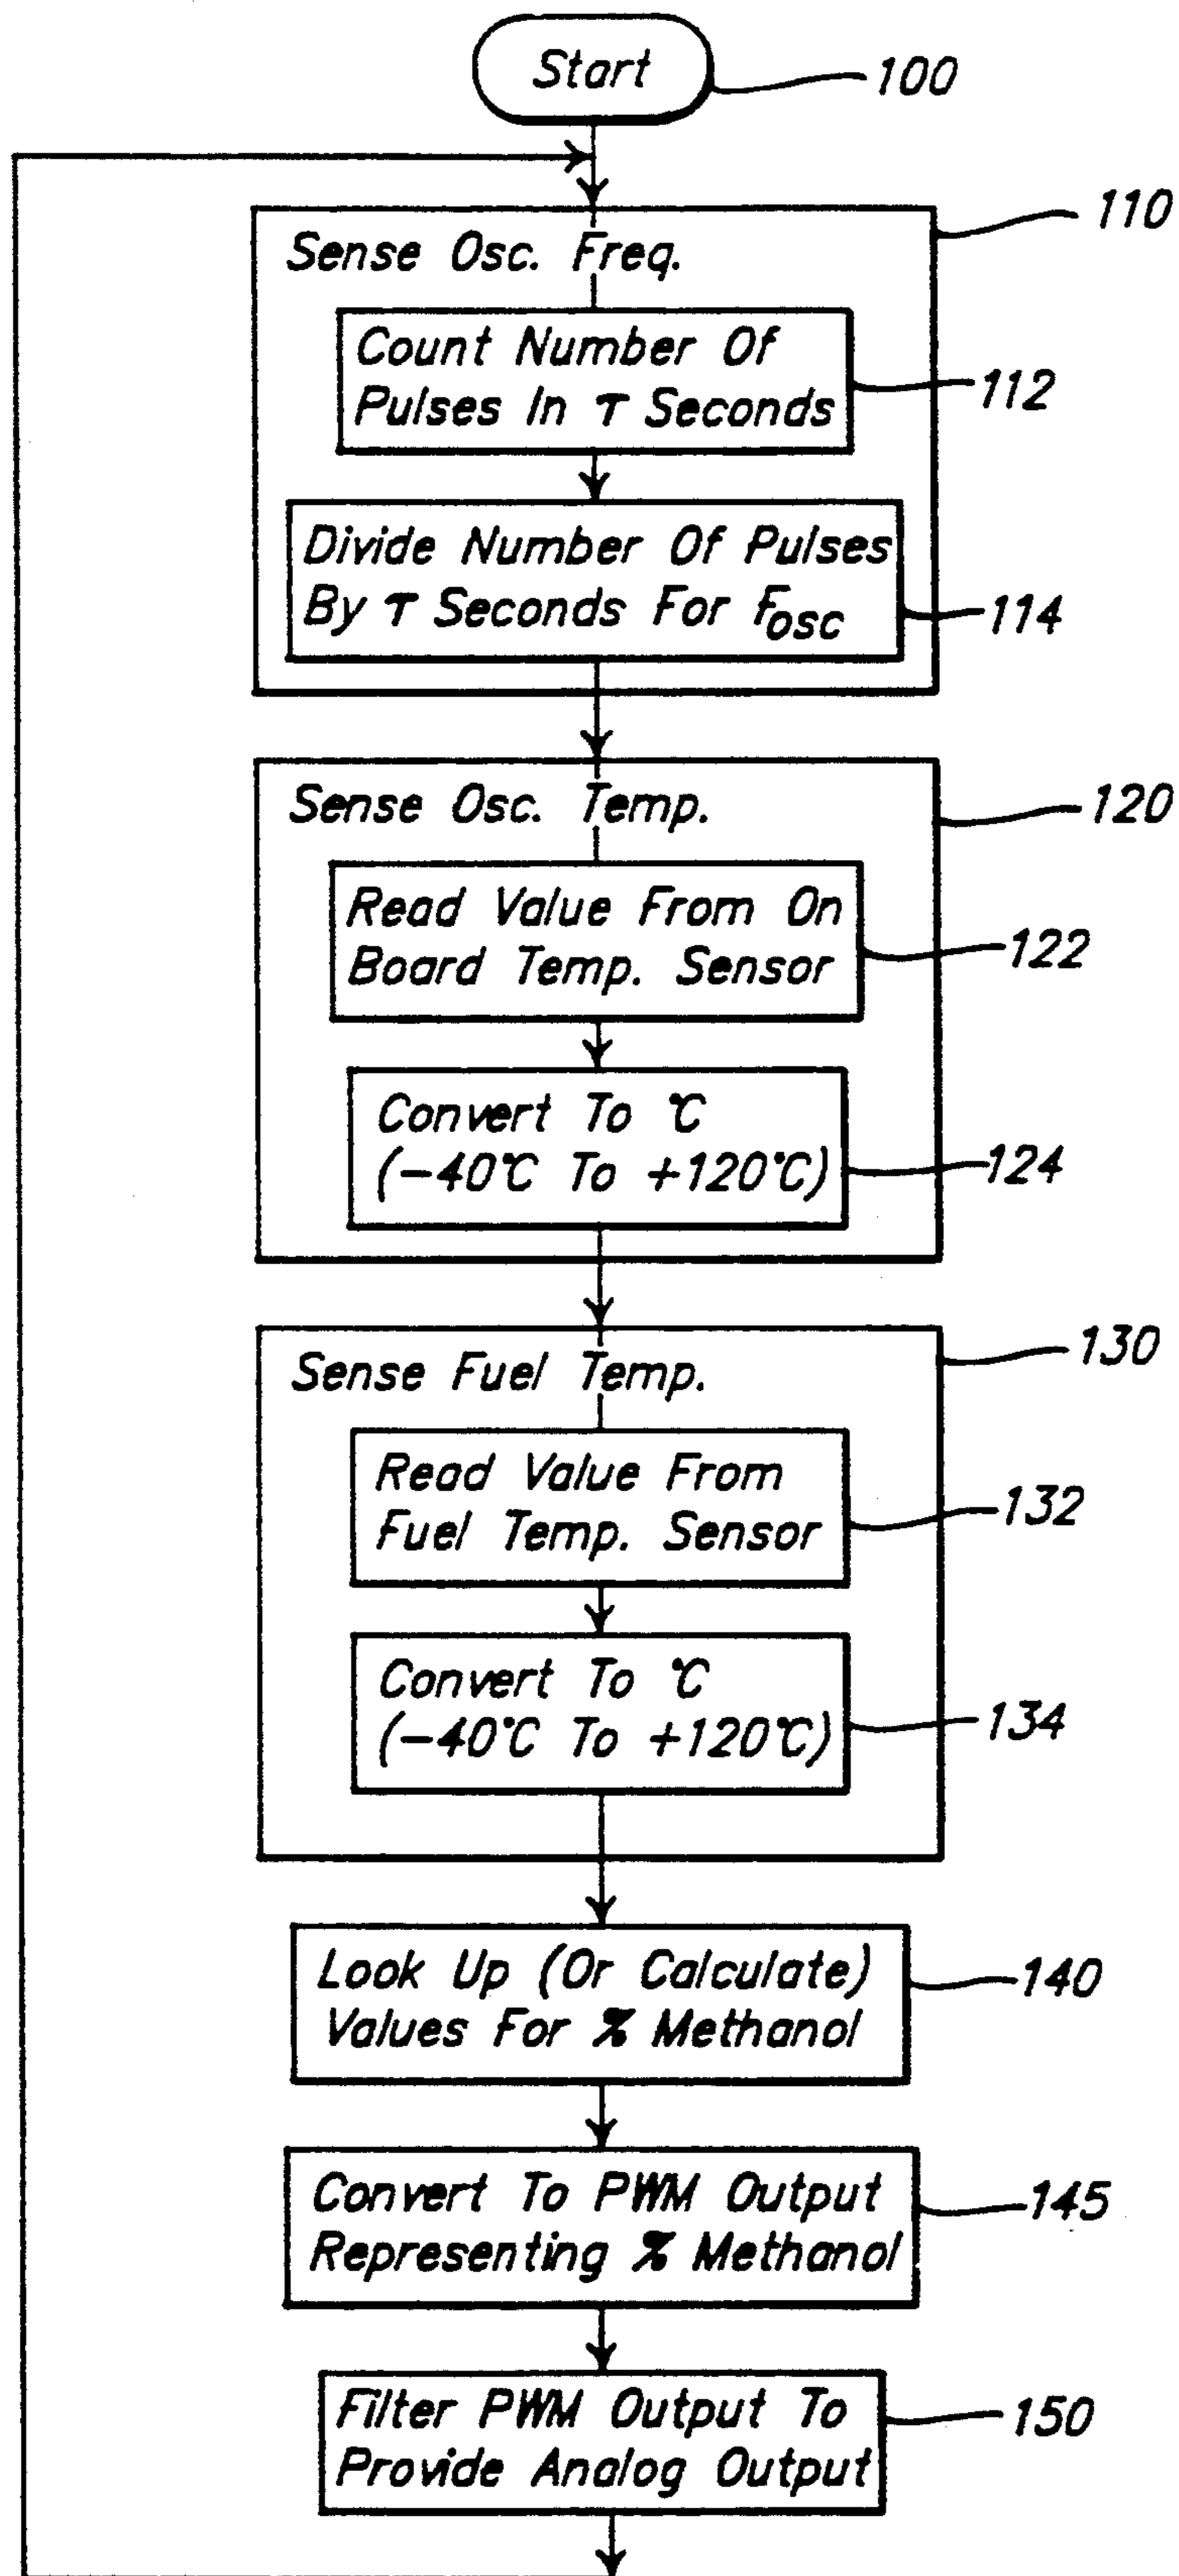 Start
100
Sense Osc. Freq.
110
Count Number Of
Pulses In τ Seconds
112
Divide Number Of Pulses
By τ Seconds For fosc
114
Sense Osc. Temp.
120
Read Value From On
Board Temp. Sensor
122
Convert To °C
(-40°C To +120°C)
124
Sense Fuel Temp.
130
Read Value From
Fuel Temp. Sensor
132
Convert To °C
(-40°C To +120°C)
134
Look Up (Or Calculate)
Values For % Methanol
140
Convert To PWM Output
Representing % Methanol
145
Filter PWM Output To
Provide Analog Output
150